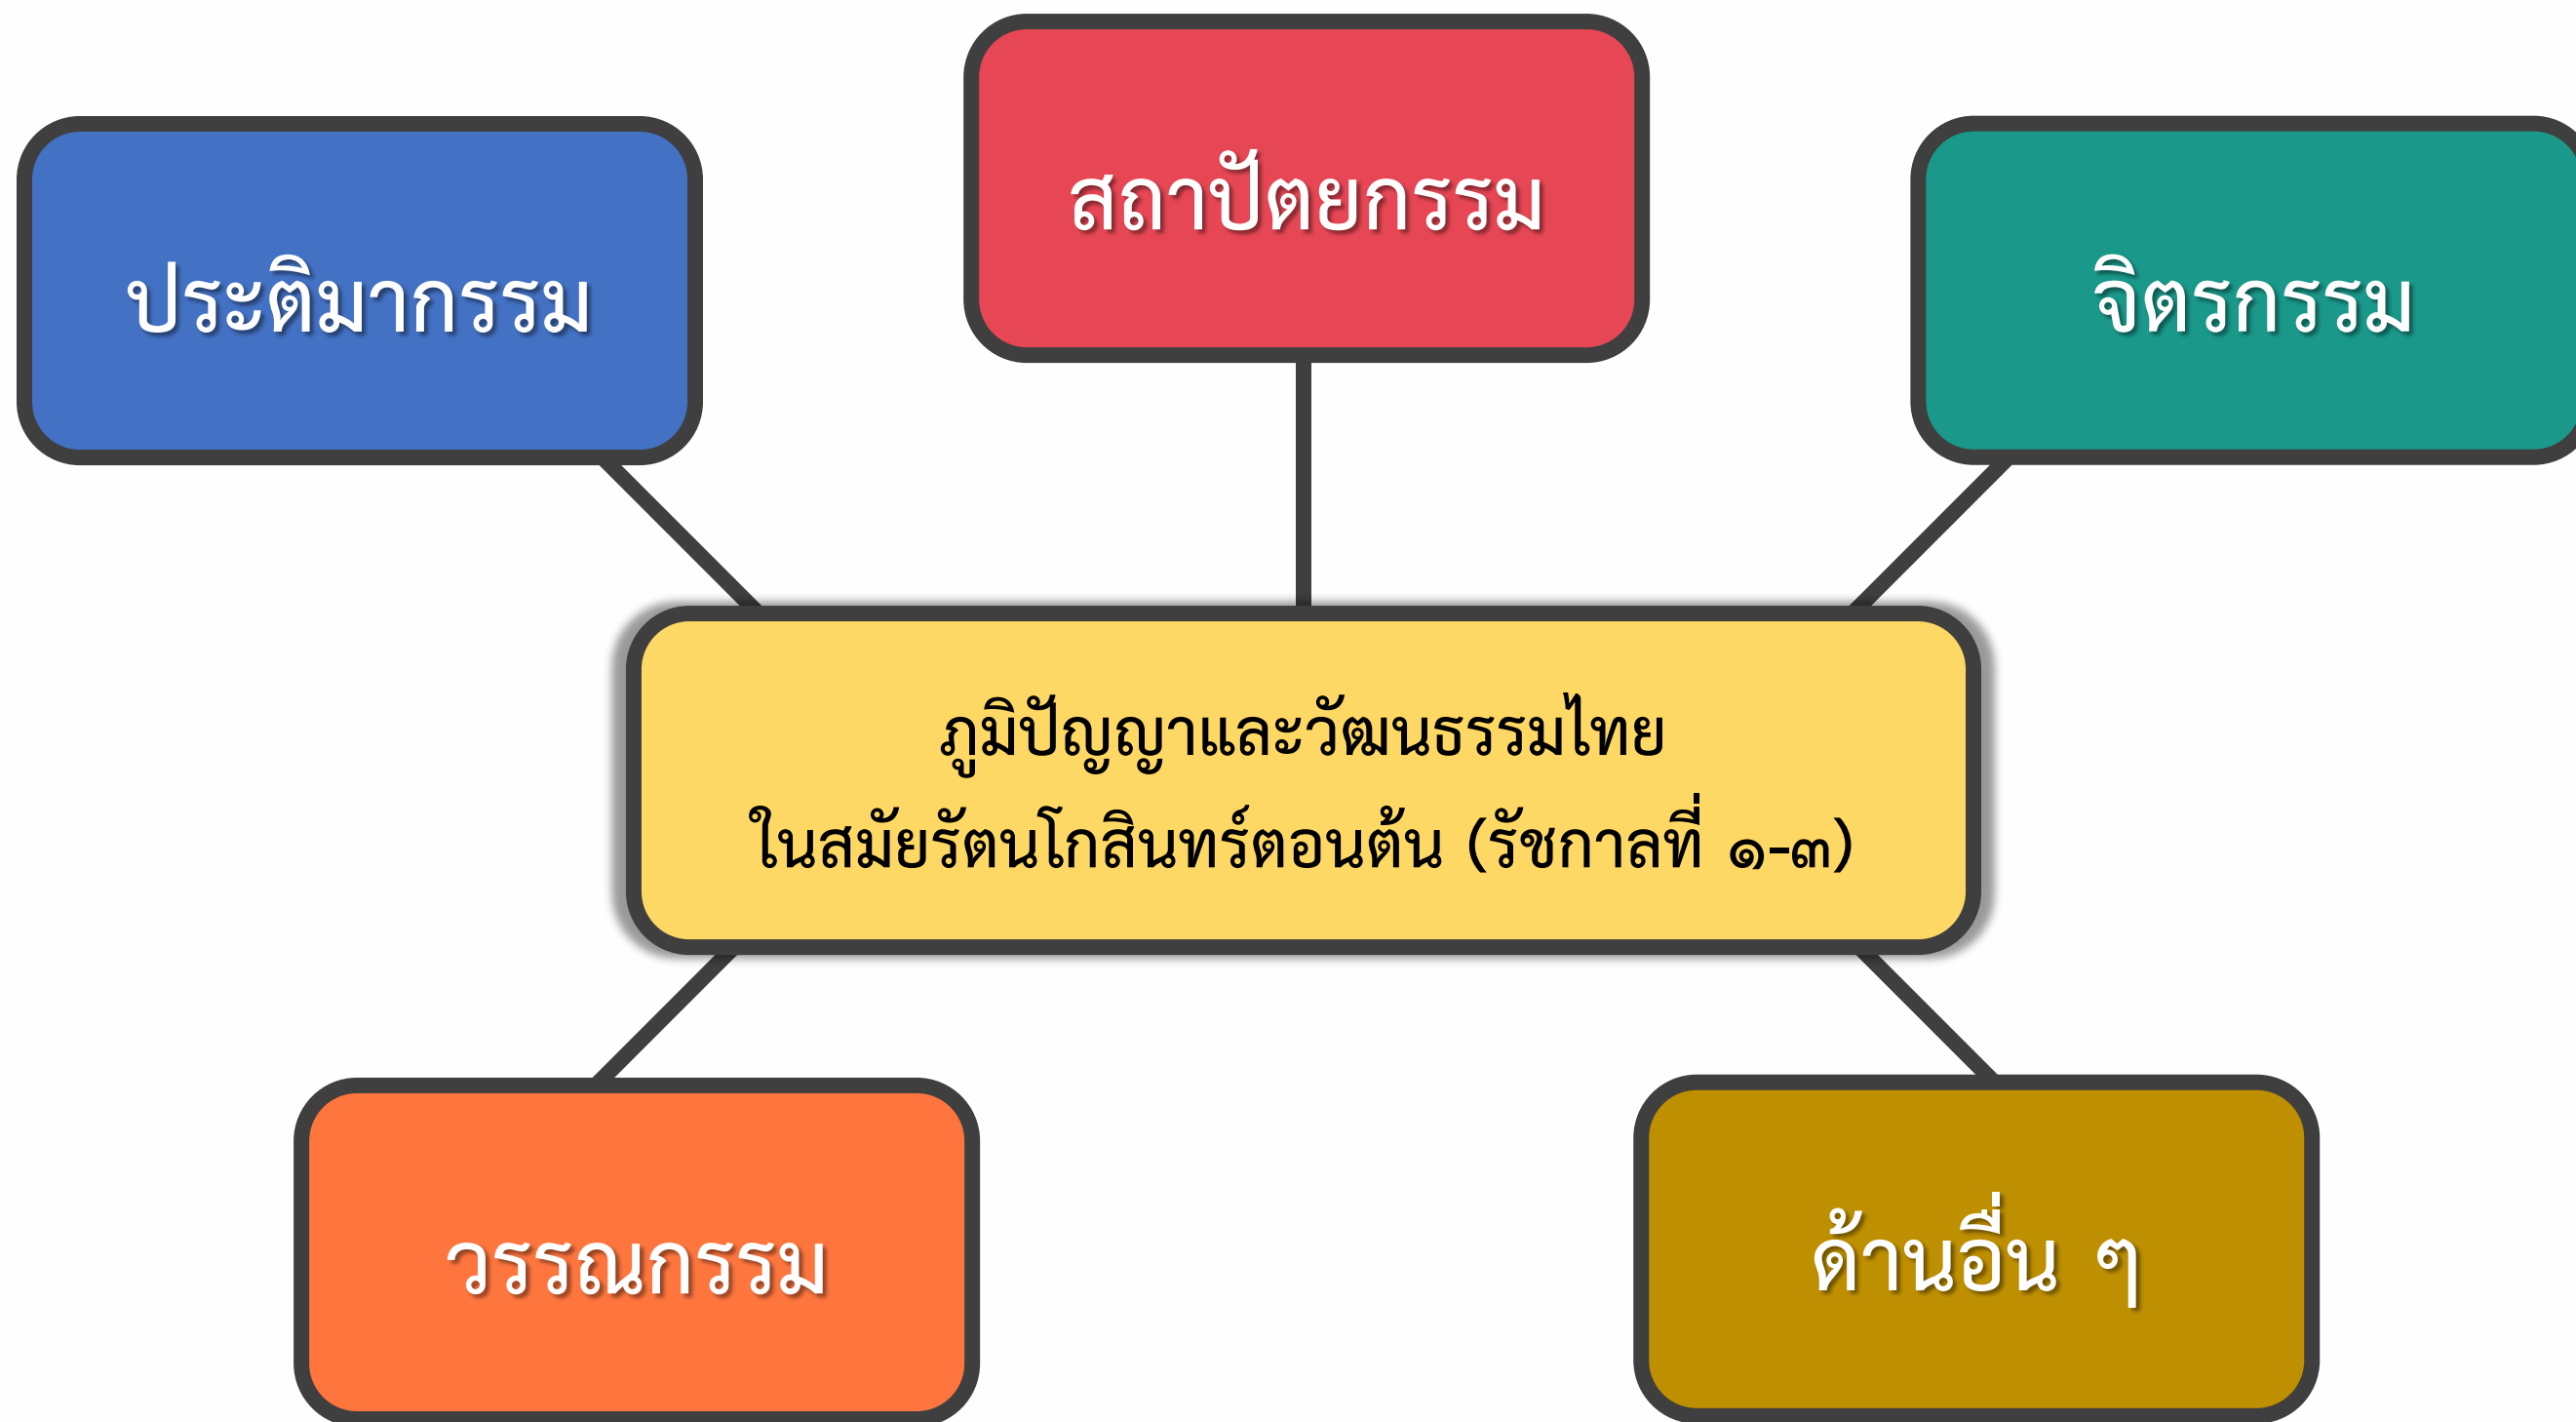 สถาปัตยกรรม
ประติมากรรม
จิตรกรรม
ภูมิปัญญาและวัฒนธรรมไทย
ในสมัยรัตนโกสินทร์ตอนต้น (รัชกาลที่ ๑-๓)
วรรณกรรม
ด้านอื่น ๆ